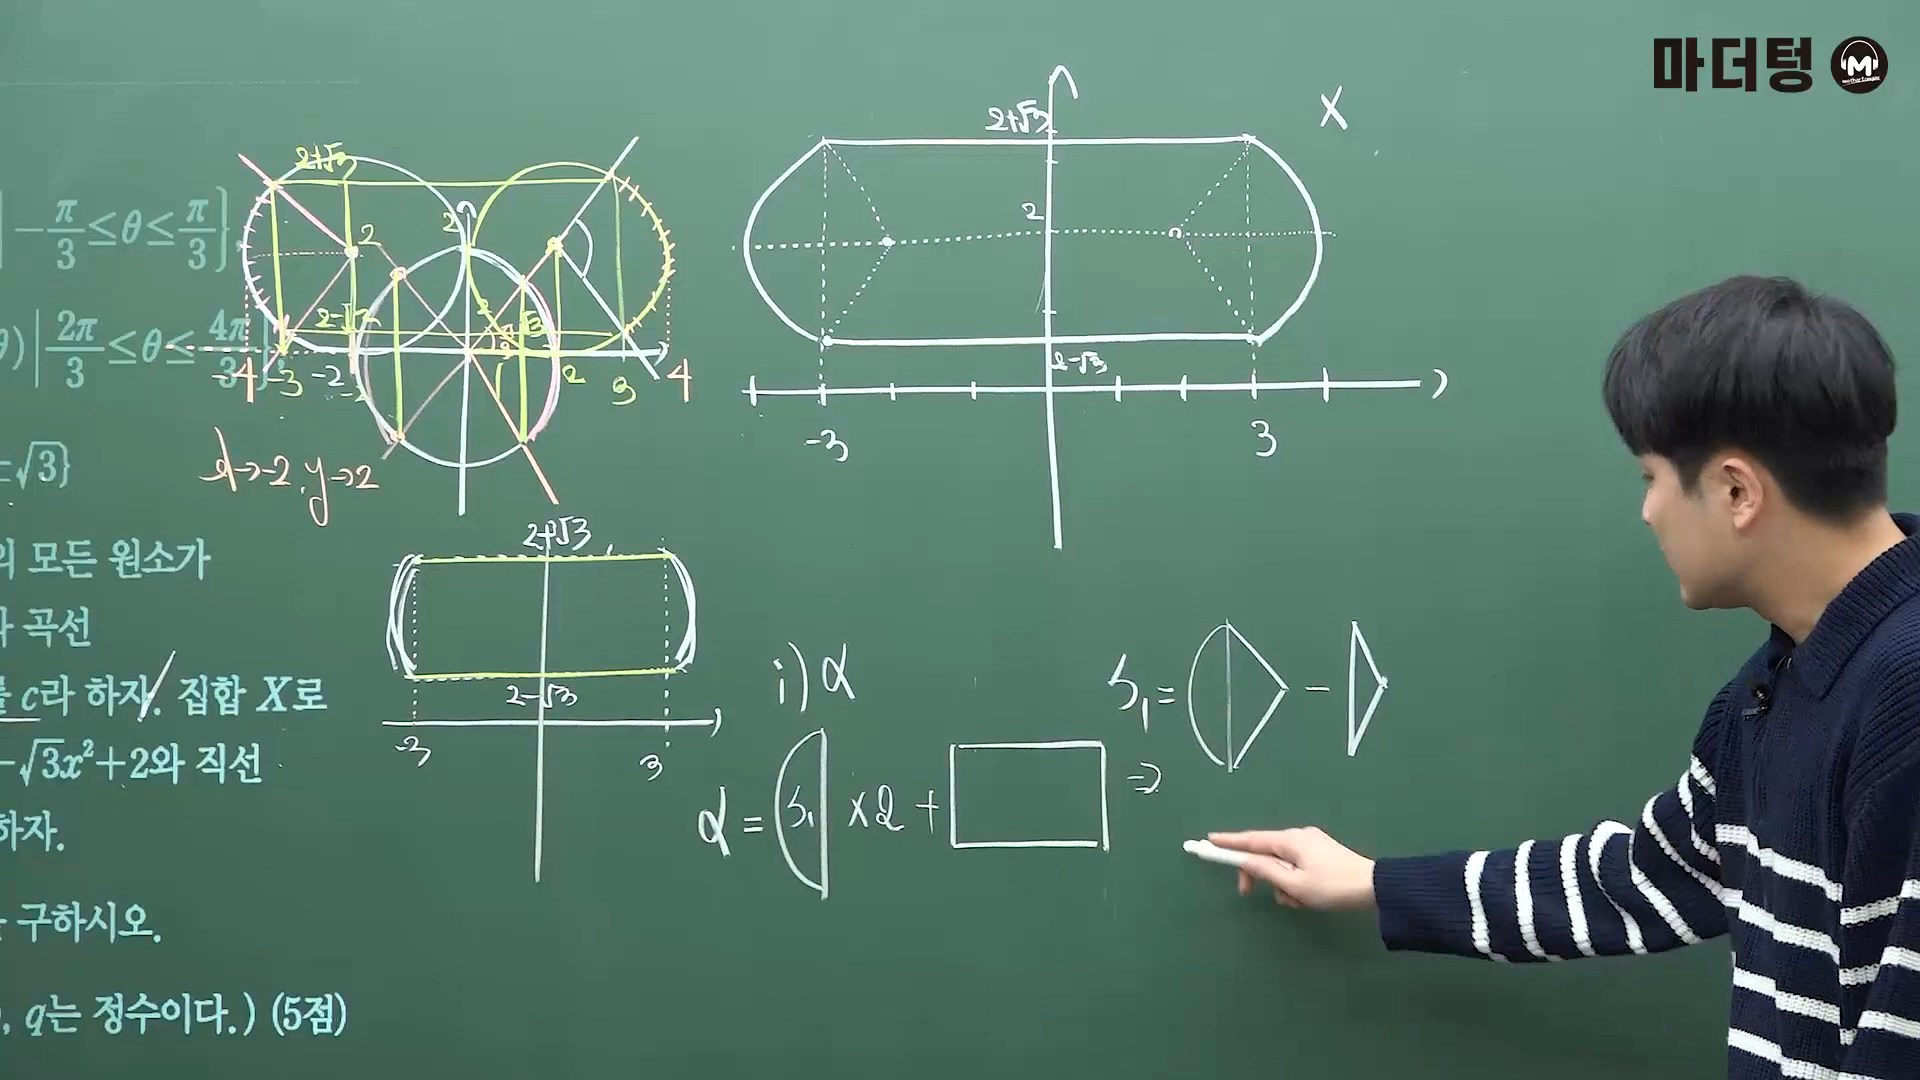 마더텅
-π/3≤θ≤π/3},
θ)|2π/3≤θ≤4π/3},
√3}
의 모든 원소가
곡선
를 c라 하자. 집합 X로
-√3x²+2와 직선
하자.
구하시오.
, q는 정수이다.) (5점)
2+√3
2
2
2-√3
-4
-3
-2
2
3
4
x→-2, y→2
2+√3
2-√3
-3
3
X
2+√3
2
2-√3
-3
3
i) α
α = S₁ ×2 +
S₁ = -